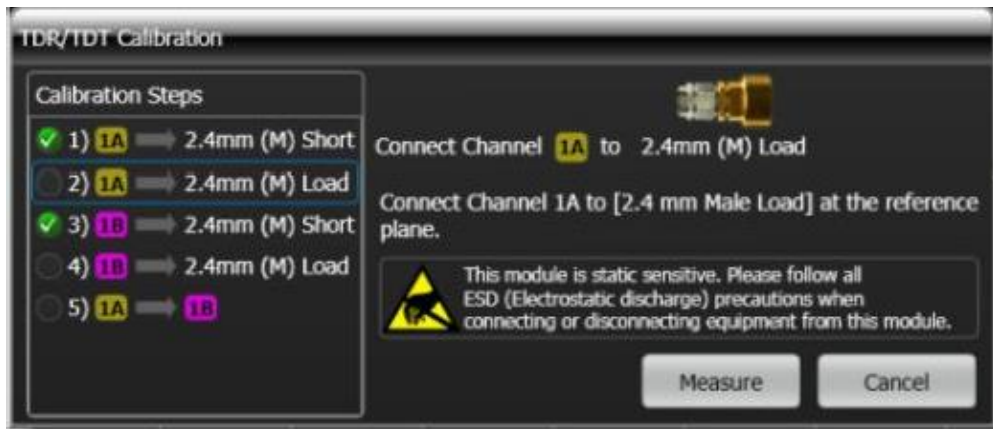 TDR/TDT Calibration
Calibration Steps
1) 1A 2.4mm (M) Short
2) 1A 2.4mm (M) Load
3) 1B 2.4mm (M) Short
4) 1B 2.4mm (M) Load
5) 1A 1B
Connect Channel 1A to 2.4mm (M) Load
Connect Channel 1A to [2.4 mm Male Load] at the reference
plane.
This module is static sensitive. Please follow all
ESD (Electrostatic discharge) precautions when
connecting or disconnecting equipment from this module.
Measure
Cancel